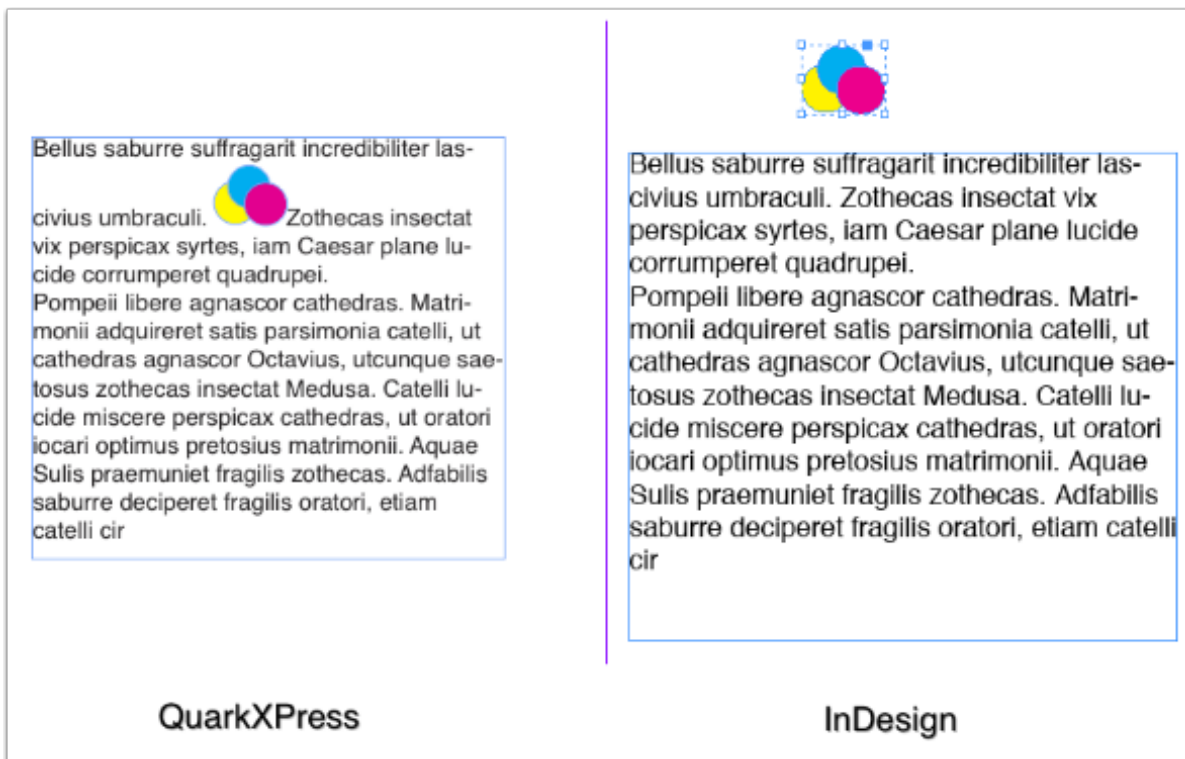 Bellus saburre suffragarit incredibiliter las-
civius umbraculi. Zothecas insectat
vix perspicax syrtes, iam Caesar plane lu-
cide corrumperet quadrupei.
Pompeii libere agnascor cathedras. Matri-
monii adquireret satis parsimonia catelli, ut
cathedras agnascor Octavius, utcunque sae-
tosus zothecas insectat Medusa. Catelli lu-
cide miscere perspicax cathedras, ut oratori
iocari optimus pretosius matrimonii. Aquae
Sulis praemuniet fragilis zothecas. Adfabilis
saburre deciperet fragilis oratori, etiam
catelli cir
QuarkXPress
Bellus saburre suffragarit incredibiliter las-
civius umbraculi. Zothecas insectat vix
perspicax syrtes, iam Caesar plane lucide
corrumperet quadrupei.
Pompeii libere agnascor cathedras. Matri-
monii adquireret satis parsimonia catelli, ut
cathedras agnascor Octavius, utcunque sae-
tosus zothecas insectat Medusa. Catelli lu-
cide miscere perspicax cathedras, ut oratori
iocari optimus pretosius matrimonii. Aquae
Sulis praemuniet fragilis zothecas. Adfabilis
saburre deciperet fragilis oratori, etiam catelli
cir
InDesign